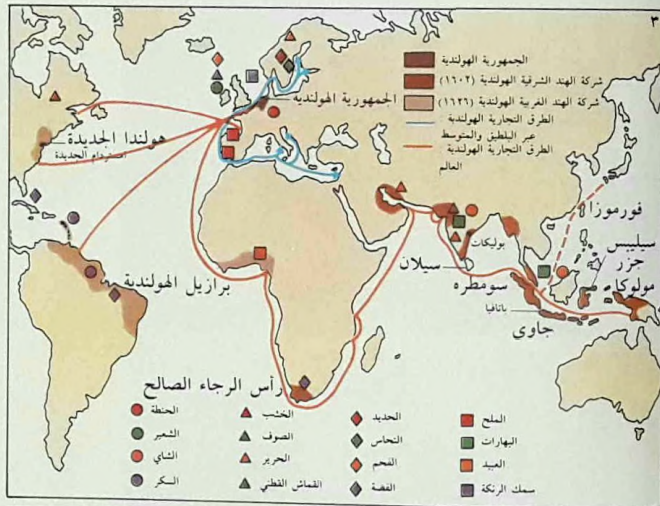 ٣
الجمهورية الهولندية
شركة الهند الشرقية الهولندية (١٦٠٢)
شركة الهند الغربية الهولندية (١٦٢٦)
الطرق التجارية الهولندية :
عبر البلطيق والمتوسط
الطرق التجارية الهولندية :
العالم
الجمهورية الهولندية
هولندا الجديدة
امستردام الجديدة
فورموزا
بوليكات
سيليبس
سيلان
جزر
سومطره
مولوكا
باتافيا
جاوي
برازيل الهولندية
رأس الرجاء الصالح
الحنطة
الخشب
الحديد
الملح
الشعير
الصوف
النحاس
البهارات
الشاي
الحرير
الفحم
العبيد
السكر
القماش القطني
الفضة
سمك الرنكة